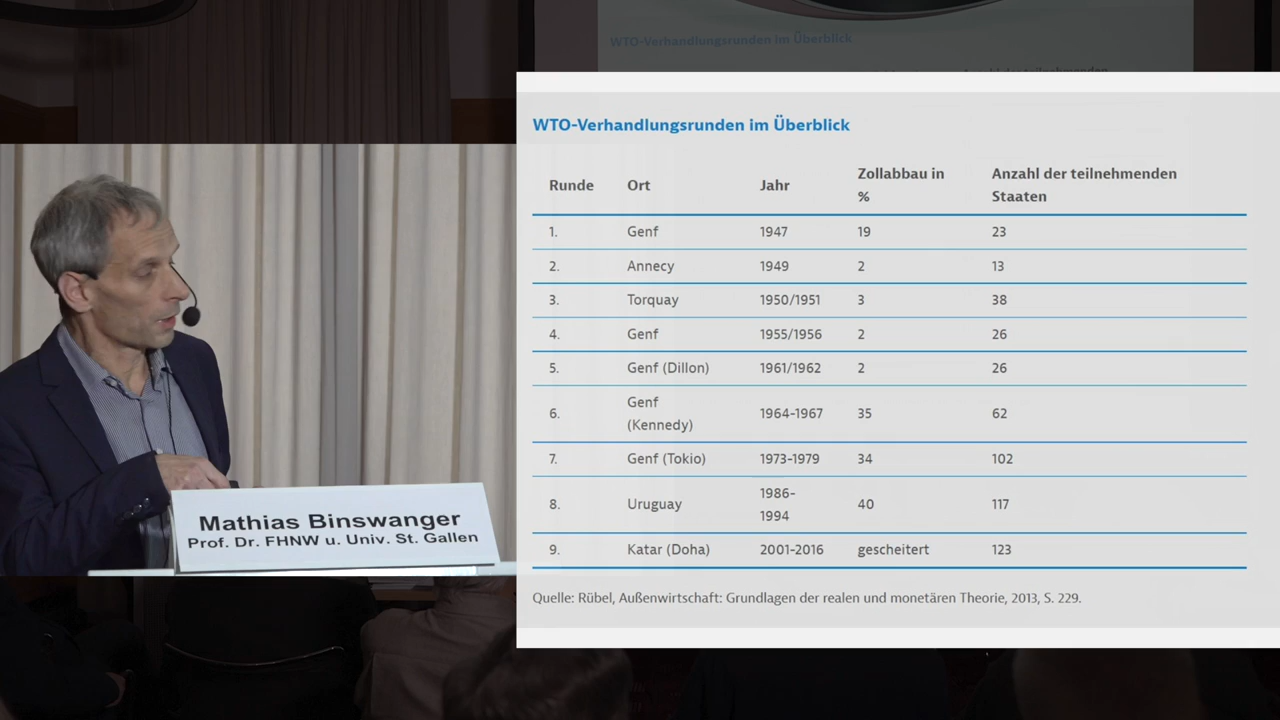 WTO-Verhandlungsrunden im Überblick
WTO-Verhandlungsrunden im Überblick
Runde Ort Jahr Zollabbau in % Anzahl der teilnehmenden Staaten
1. Genf 1947 19 23
2. Annecy 1949 2 13
3. Torquay 1950/1951 3 38
4. Genf 1955/1956 2 26
5. Genf (Dillon) 1961/1962 2 26
6. Genf (Kennedy) 1964-1967 35 62
7. Genf (Tokio) 1973-1979 34 102
8. Uruguay 1986-1994 40 117
9. Katar (Doha) 2001-2016 gescheitert 123
Quelle: Rübel, Außenwirtschaft: Grundlagen der realen und monetären Theorie, 2013, S. 229.
Mathias Binswanger
Prof. Dr. FHNW u. Univ. St. Gallen